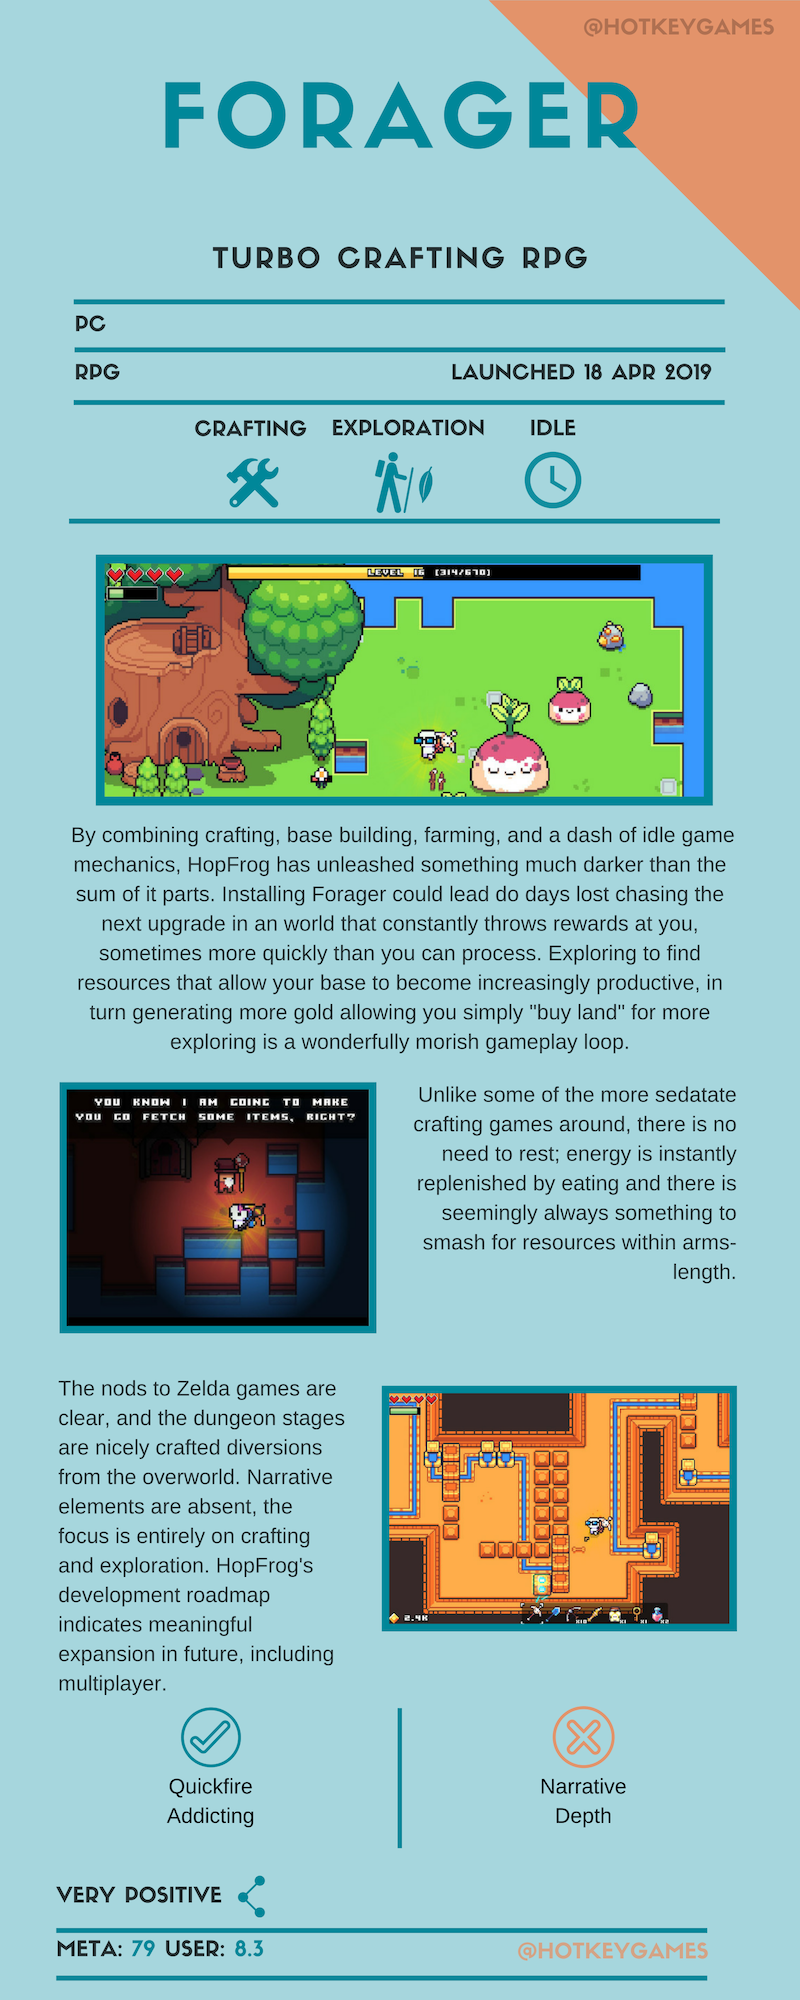 @HOTKEYGAMES
FORAGER
TURBO CRAFTING RPG
PC
RPG LAUNCHED 18 APR 2019
CRAFTING EXPLORATION IDLE
LEVEL 16 (314/670)
By combining crafting, base building, farming, and a dash of idle game
mechanics, HopFrog has unleashed something much darker than the
sum of it parts. Installing Forager could lead do days lost chasing the
next upgrade in an world that constantly throws rewards at you,
sometimes more quickly than you can process. Exploring to find
resources that allow your base to become increasingly productive, in
turn generating more gold allowing you simply "buy land" for more
exploring is a wonderfully morish gameplay loop.
YOU KNOW I AM GOING TO MAKE
YOU GO FETCH SOME ITEMS, RIGHT?
Unlike some of the more sedatate
crafting games around, there is no
need to rest; energy is instantly
replenished by eating and there is
seemingly always something to
smash for resources within arms-
length.
The nods to Zelda games are
clear, and the dungeon stages
are nicely crafted diversions
from the overworld. Narrative
elements are absent, the
focus is entirely on crafting
and exploration. HopFrog's
development roadmap
indicates meaningful
expansion in future, including
multiplayer.
2.4K
Quickfire
Addicting
Narrative
Depth
VERY POSITIVE
META: 79 USER: 8.3
@HOTKEYGAMES